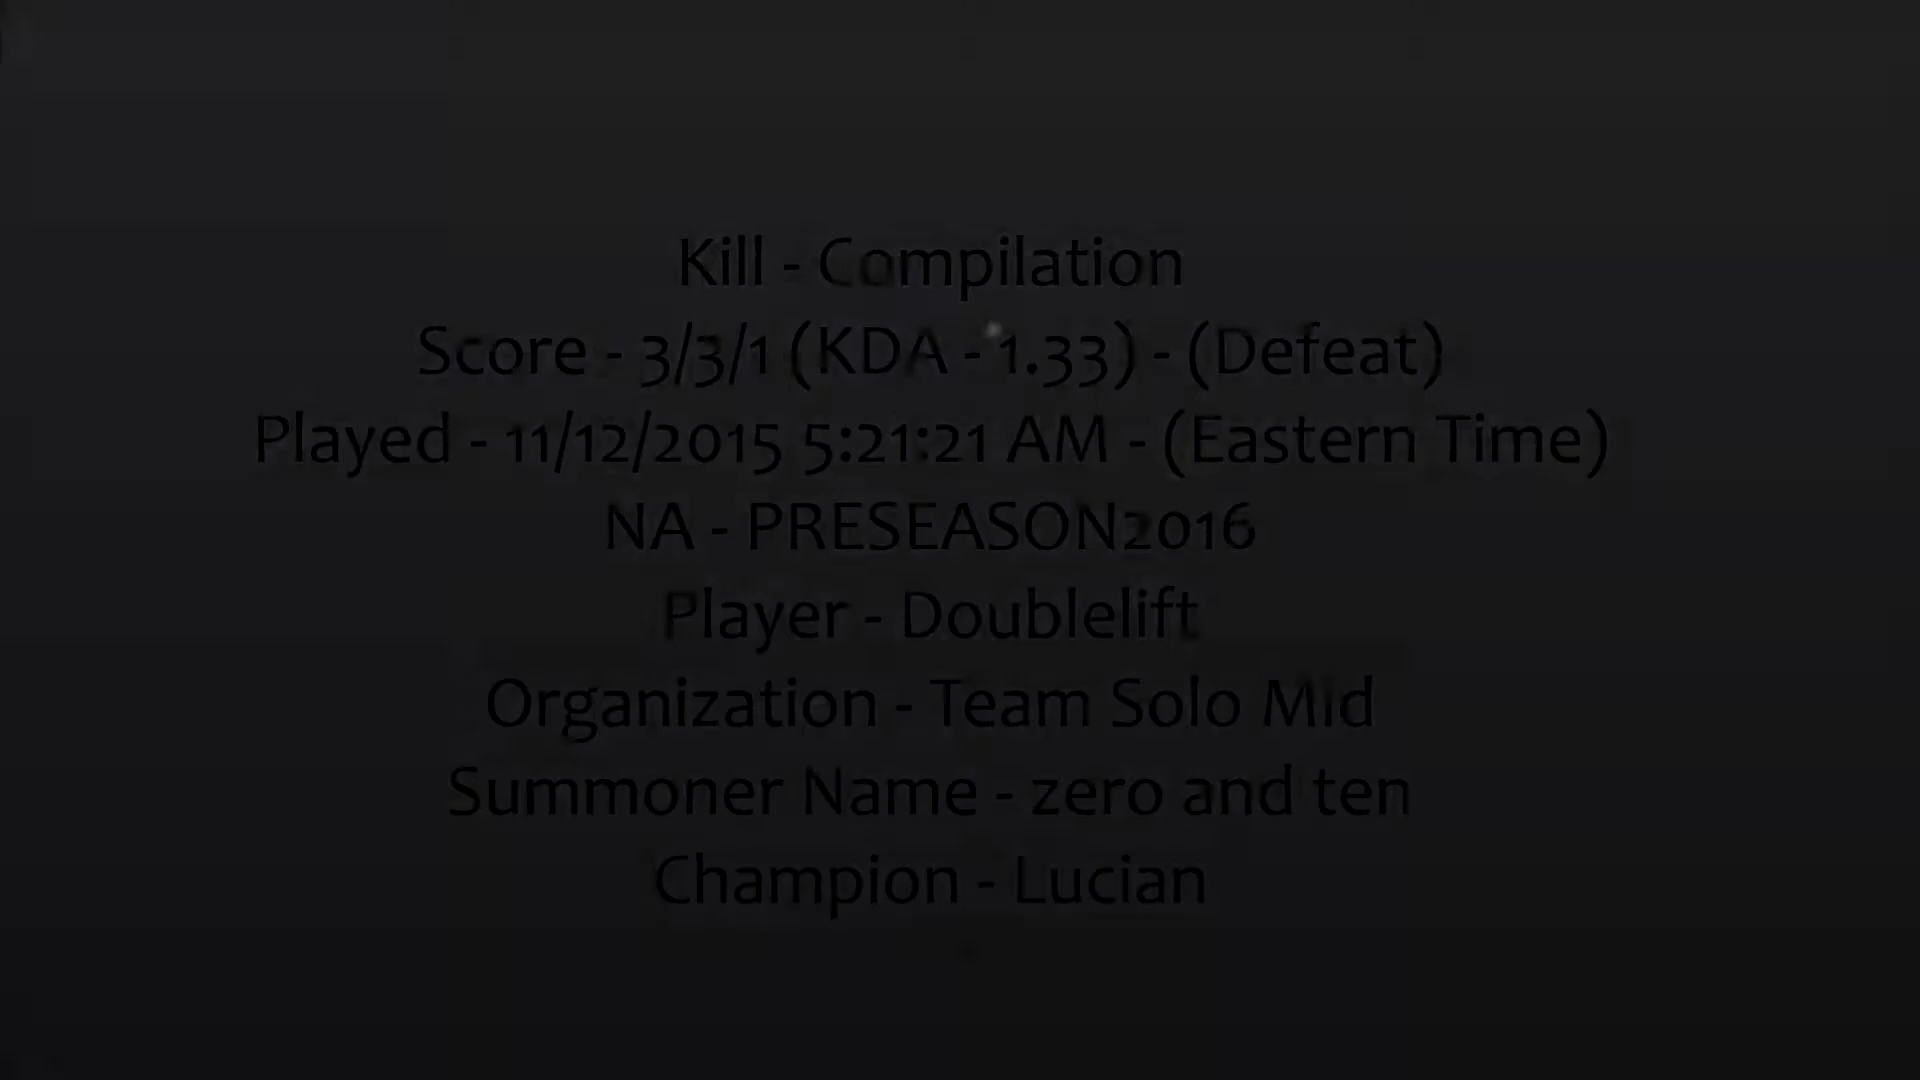 Kill - Compilation
Score - 3/3/1 (KDA - 1.33) - (Defeat)
Played - 11/12/2015 5:21:21 AM - (Eastern Time)
NA - PRESEASON2016
Player - Doublelift
Organization - Team Solo Mid
Summoner Name - zero and ten
Champion - Lucian